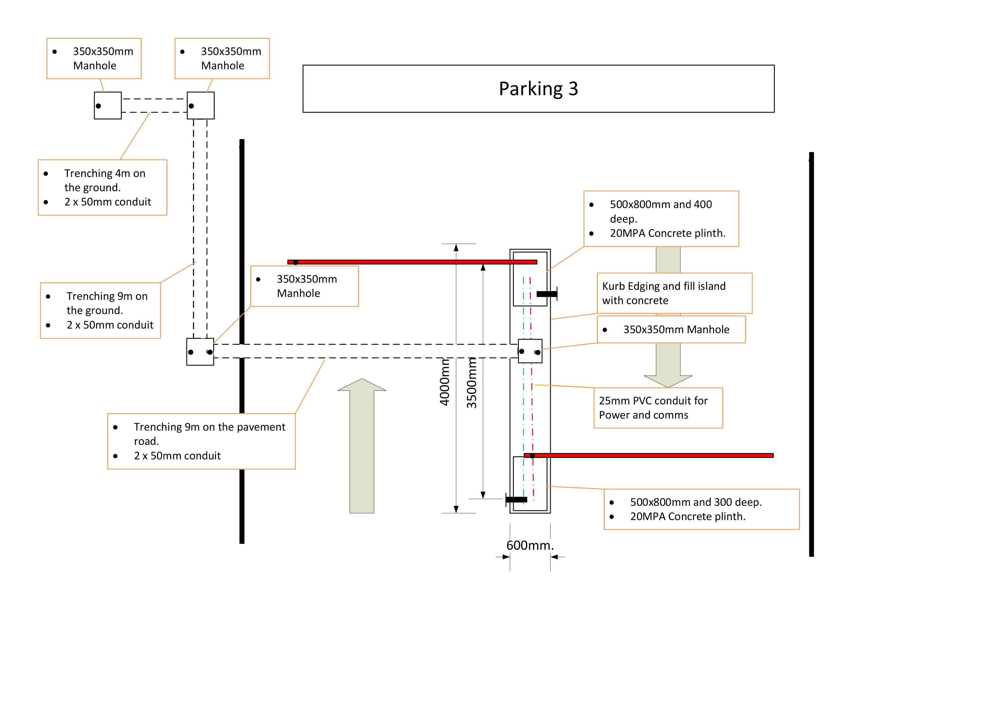 • 350x350mm
Manhole
• 350x350mm
Manhole
Parking 3
• Trenching 4m on
the ground.
• 2 x 50mm conduit
• 500x800mm and 400
deep.
• 20MPA Concrete plinth.
• 350x350mm
Manhole
Kurb Edging and fill island
with concrete
• Trenching 9m on
the ground.
• 2 x 50mm conduit
• 350x350mm Manhole
4000mm
3500mm
25mm PVC conduit for
Power and comms
• Trenching 9m on the pavement
road.
• 2 x 50mm conduit
• 500x800mm and 300 deep.
• 20MPA Concrete plinth.
600mm.